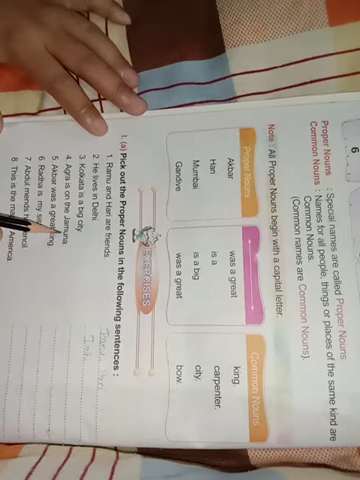 6
Proper Nouns : Special names are called Proper Nouns
Common Nouns : Names for all people, things or places of the same kind are
Common Nouns.
(Common names are Common Nouns).
Note : All Proper Nouns begin with a capital letter.
Proper Nouns Common Nouns
Akbar was a great king.
Hari is a carpenter.
Mumbai is a big city.
Gandive was a great bow.
EXERCISES
I. (a) Pick out the Proper Nouns in the following sentences :
1. Ramu and Hari are friends
2. He lives in Delhi.
3. Kolkata is a big city.
4. Agra is on the Jamuna.
5. Akbar was a great king
6. Radha is my
7. Abdul mends
8. This is the America